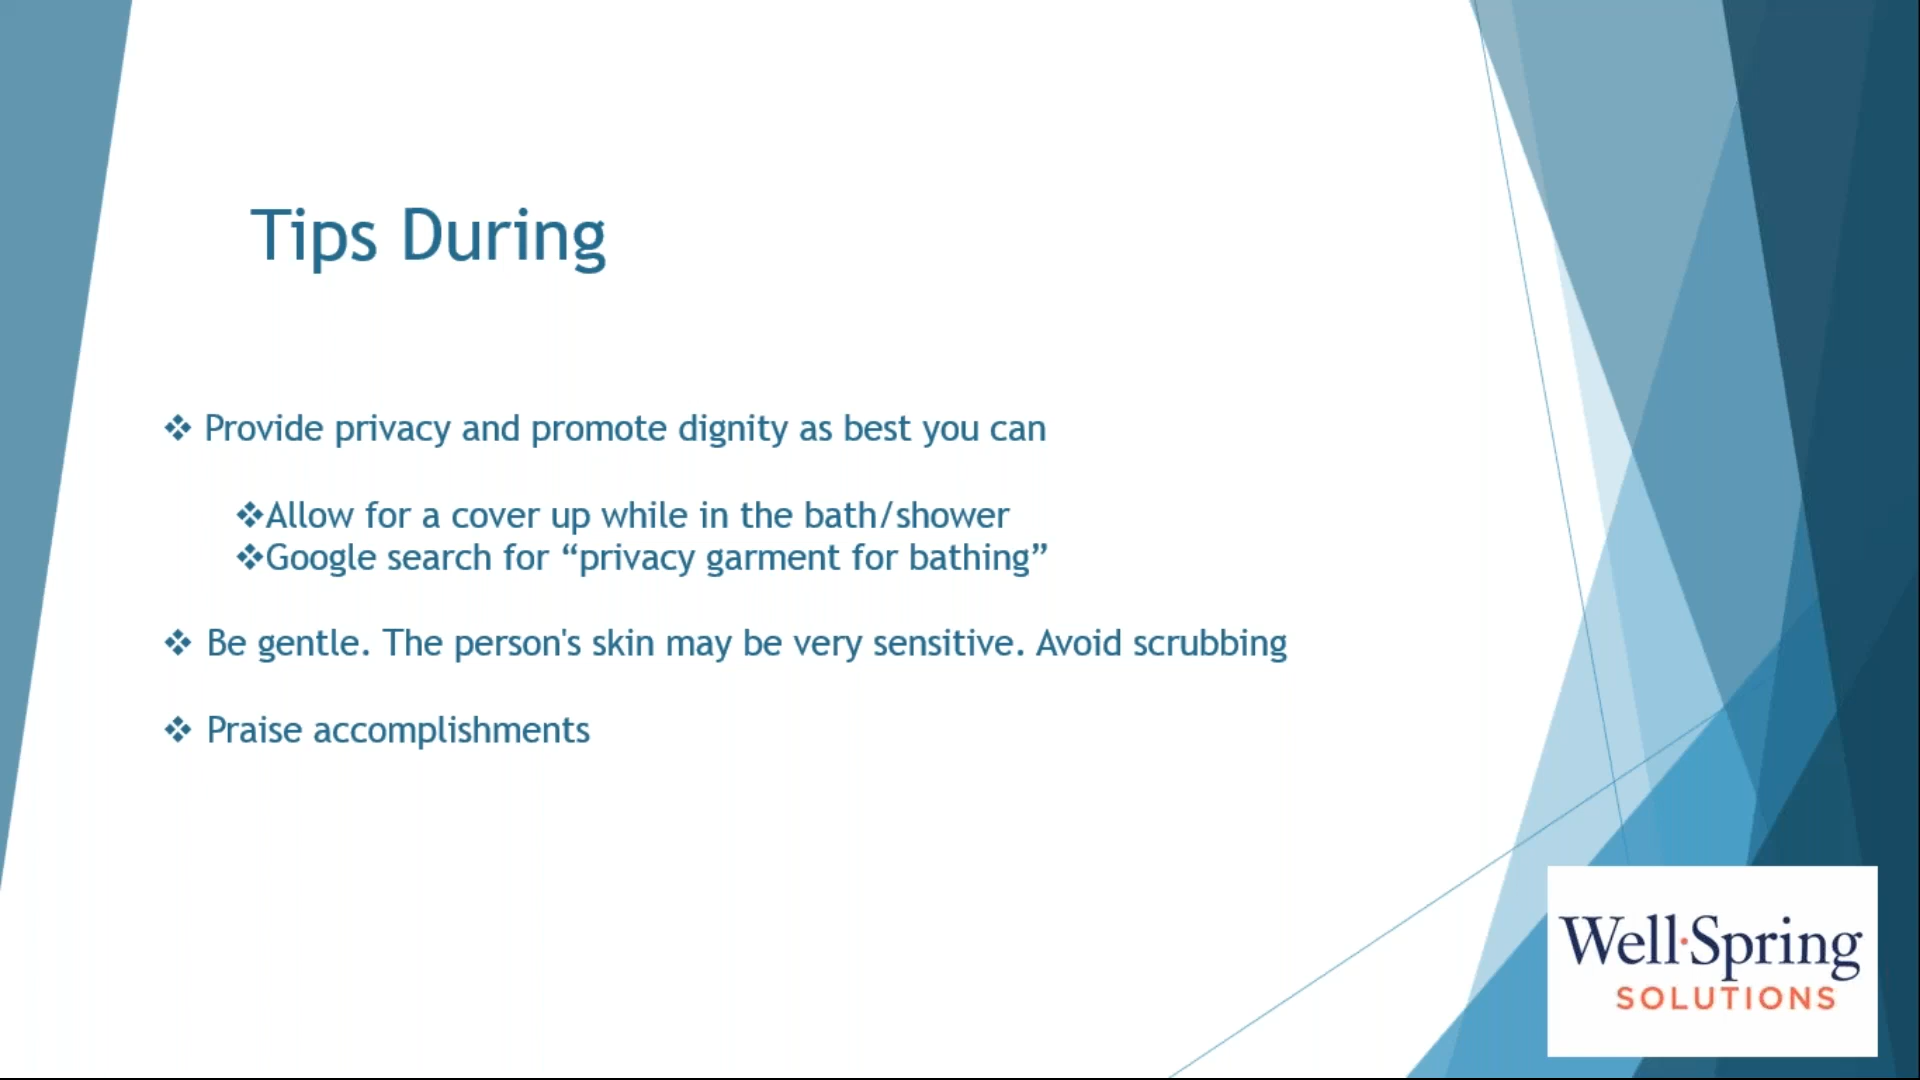 Tips During
❖ Provide privacy and promote dignity as best you can
❖Allow for a cover up while in the bath/shower
❖Google search for “privacy garment for bathing”
❖ Be gentle. The person's skin may be very sensitive. Avoid scrubbing
❖ Praise accomplishments
Well·Spring
SOLUTIONS